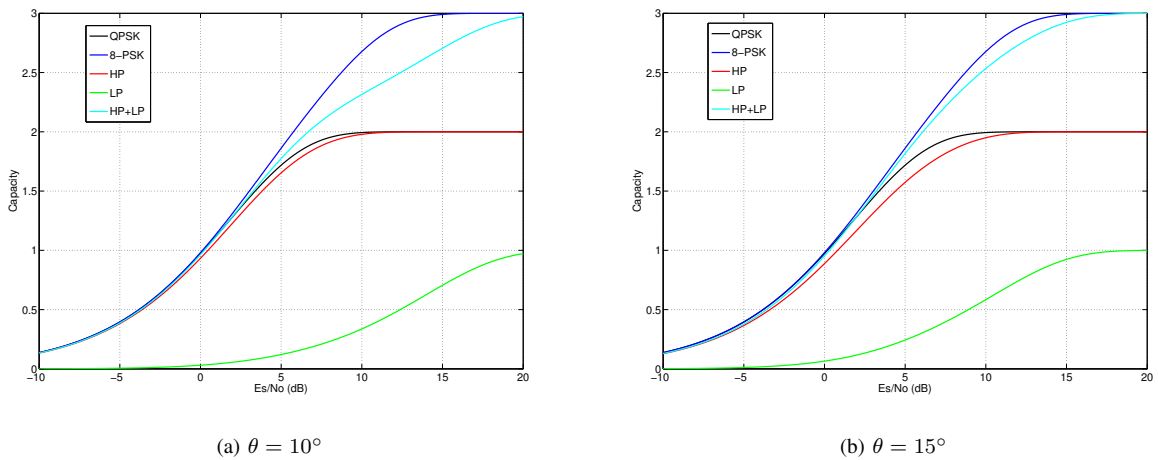 3
2.5
2
1.5
1
0.5
0
Capacity
QPSK
8−PSK
HP
LP
HP+LP
−10
−5
0
5
10
15
20
Es/No (dB)
(a) θ = 10°
3
2.5
2
1.5
1
0.5
0
Capacity
QPSK
8−PSK
HP
LP
HP+LP
−10
−5
0
5
10
15
20
Es/No (dB)
(b) θ = 15°